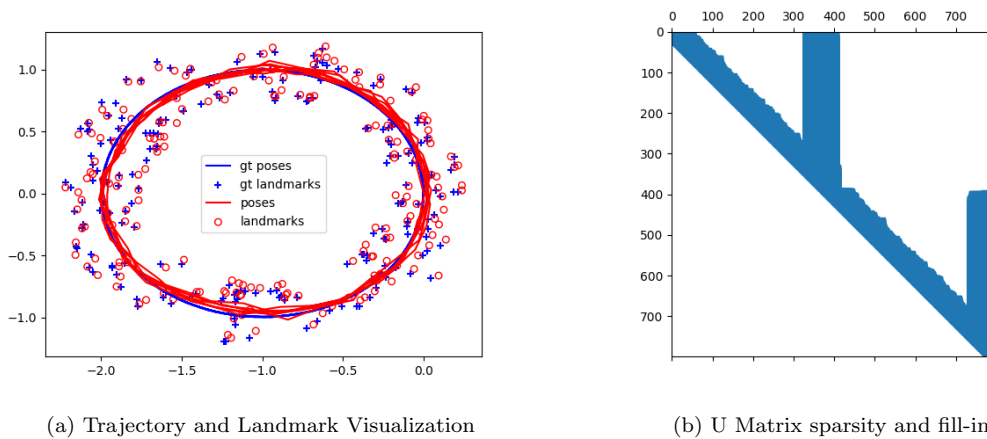 0 100 200 300 400 500 600 700
0
100
200
300
400
500
600
700
1.0
0.5
0.0
−0.5
−1.0
gt poses
gt landmarks
poses
landmarks
−2.0 −1.5 −1.0 −0.5 0.0
(a) Trajectory and Landmark Visualization
(b) U Matrix sparsity and fill-in